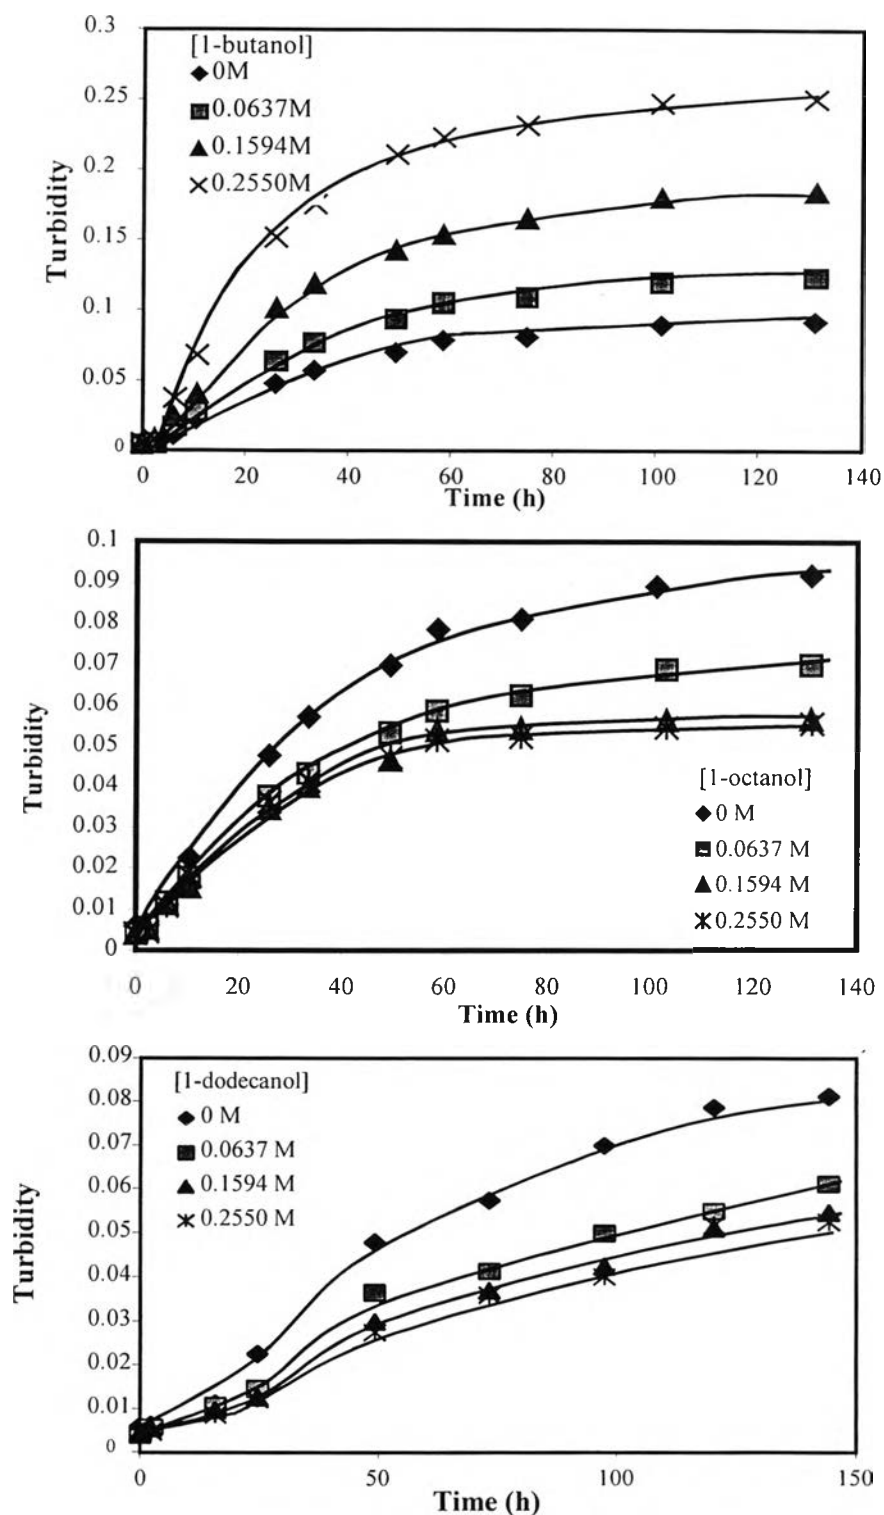 0.3
[1-butanol]
0M
0.0637M
0.1594M
0.2550M
0.25
0.2
0.15
0.1
0.05
0
Turbidity
0 20 40 60 80 100 120 140
Time (h)
0.1
0.09
0.08
0.07
0.06
0.05
0.04
0.03
0.02
0.01
0
Turbidity
[1-octanol]
0 M
0.0637 M
0.1594 M
0.2550 M
0 20 40 60 80 100 120 140
Time (h)
0.09
0.08
0.07
0.06
0.05
0.04
0.03
0.02
0.01
0
Turbidity
[1-dodecanol]
0 M
0.0637 M
0.1594 M
0.2550 M
0 50 100 150
Time (h)